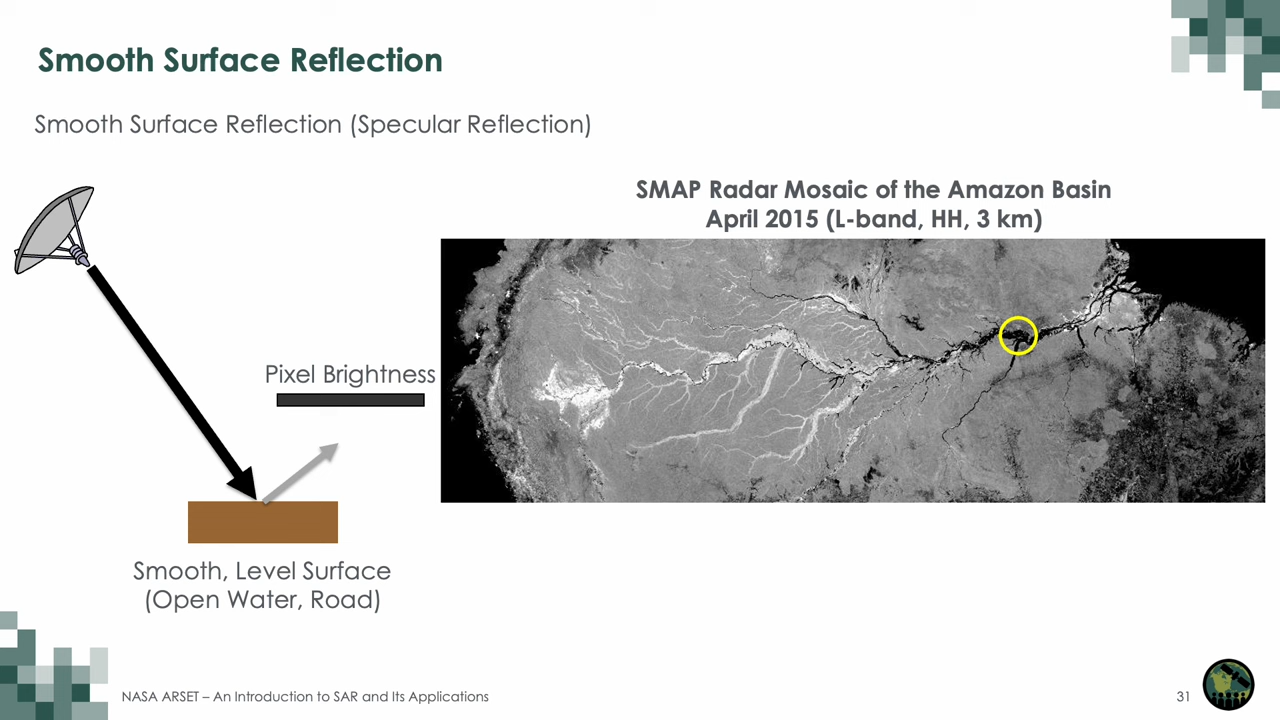 Smooth Surface Reflection
Smooth Surface Reflection (Specular Reflection)
SMAP Radar Mosaic of the Amazon Basin
April 2015 (L-band, HH, 3 km)
Pixel Brightness
Smooth, Level Surface
(Open Water, Road)
NASA ARSET – An Introduction to SAR and Its Applications
31